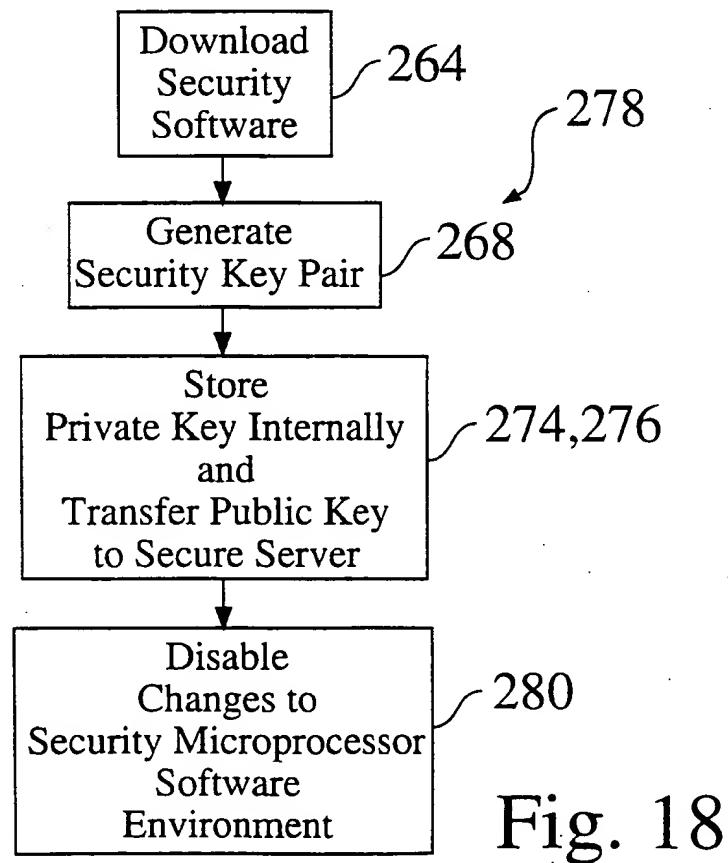 Download
Security
Software
264
278
Generate
Security Key Pair
268
Store
Private Key Internally
and
Transfer Public Key
to Secure Server
274,276
Disable
Changes to
Security Microprocessor
Software
Environment
280
Fig. 18